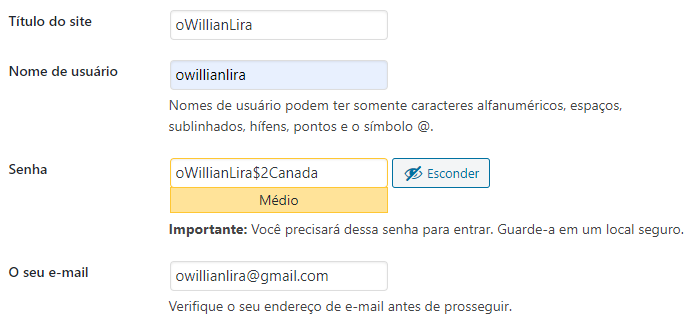 Título do site
oWillianLira
Nome de usuário
owillianlira
Nomes de usuário podem ter somente caracteres alfanuméricos, espaços,
sublinhados, hífens, pontos e o símbolo @.
Senha
oWillianLira$2Canada
Esconder
Médio
Importante: Você precisará dessa senha para entrar. Guarde-a em um local seguro.
O seu e-mail
owillianlira@gmail.com
Verifique o seu endereço de e-mail antes de prosseguir.